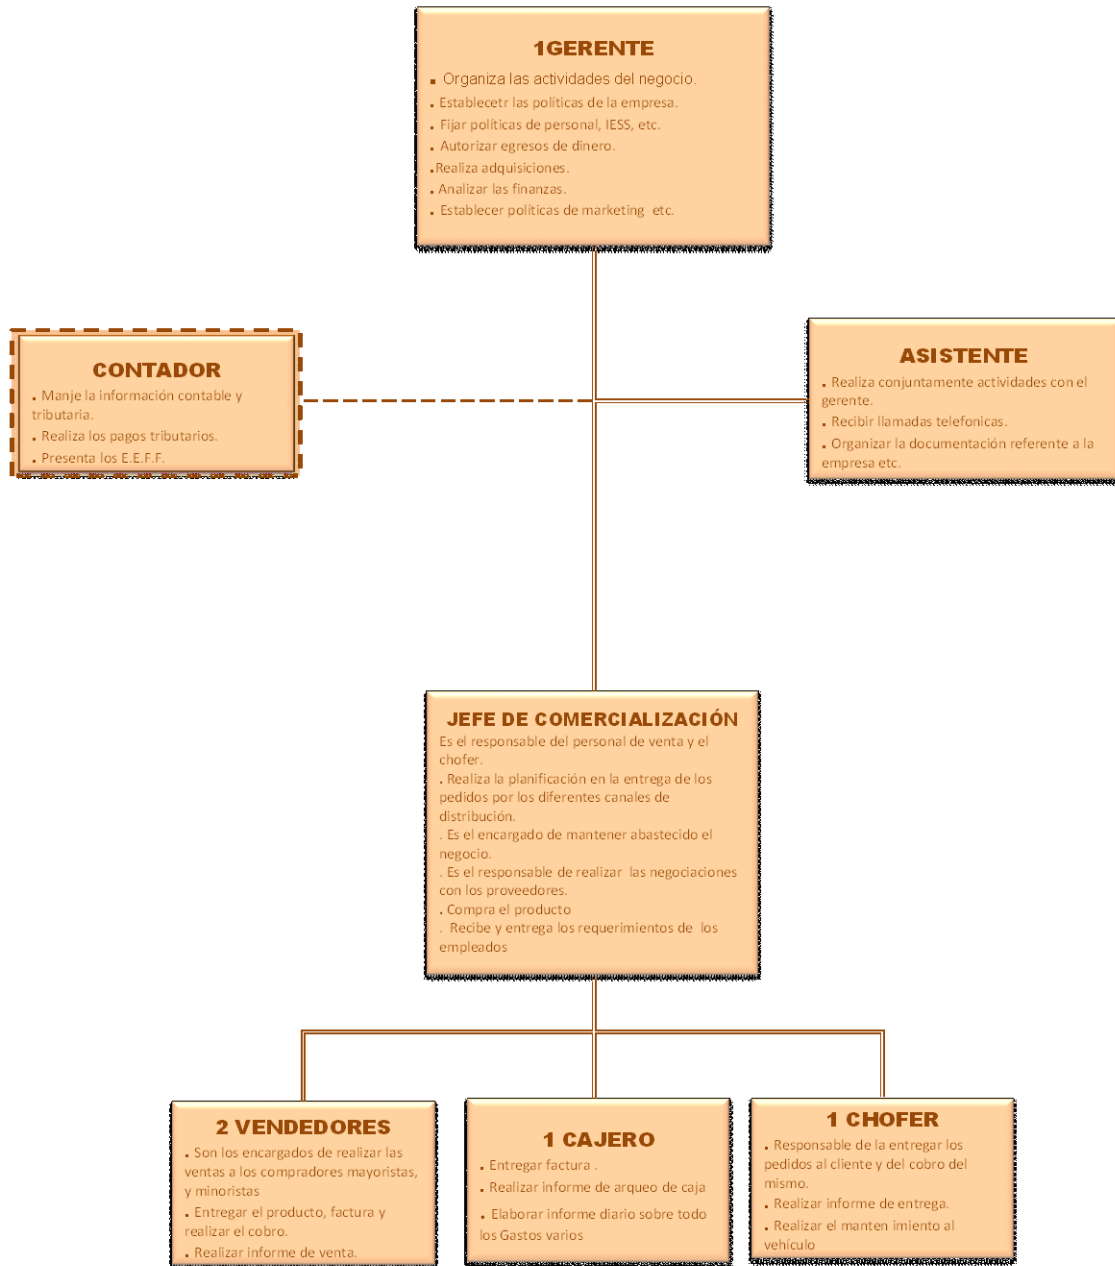 1GERENTE
▪ Organiza las actividades del negocio.
. Establecetr las políticas de la empresa.
. Fijar políticas de personal, IESS, etc.
. Autorizar egresos de dinero.
.Realiza adquisiciones.
. Analizar las finanzas.
. Establecer políticas de marketing etc.
CONTADOR
. Manje la información contable y
tributaria.
. Realiza los pagos tributarios.
. Presenta los E.E.F.F.
ASISTENTE
. Realiza conjuntamente actividades con el
gerente.
. Recibir llamadas telefonicas.
. Organizar la documentación referente a la
empresa etc.
JEFE DE COMERCIALIZACIÓN
Es el responsable del personal de venta y el
chofer.
. Realiza la planificación en la entrega de los
pedidos por los diferentes canales de
distribución.
. Es el encargado de mantener abastecido el
negocio.
. Es el responsable de realizar las negociaciones
con los proveedores.
. Compra el producto
. Recibe y entrega los requerimientos de los
empleados
2 VENDEDORES
. Son los encargados de realizar las
ventas a los compradores mayoristas,
y minoristas
. Entregar el producto, factura y
realizar el cobro.
. Realizar informe de venta.
1 CAJERO
. Entregar factura .
. Realizar informe de arqueo de caja
. Elaborar informe diario sobre todo
los Gastos varios
1 CHOFER
. Responsable de la entregar los
pedidos al cliente y del cobro del
mismo.
. Realizar informe de entrega.
. Realizar el manten imiento al
vehículo